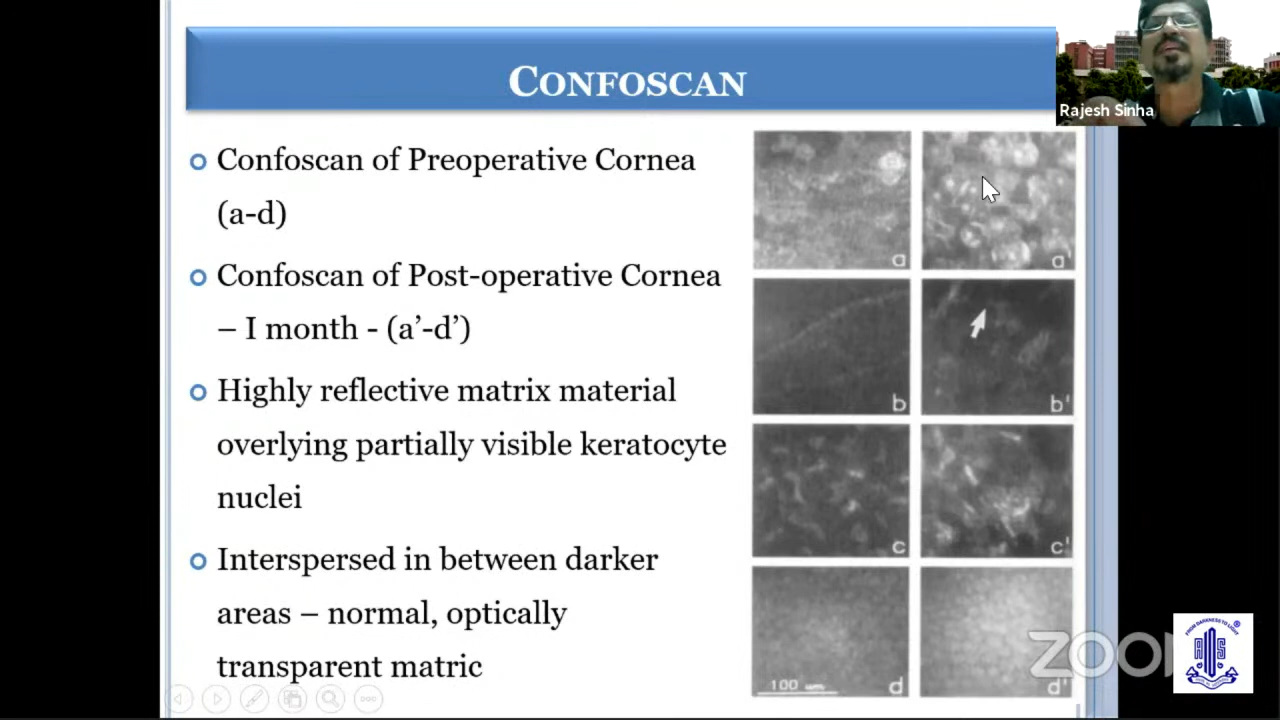 CONFOSCAN
Rajesh Sinha
Confoscan of Preoperative Cornea
(a-d)
Confoscan of Post-operative Cornea
– I month - (a’-d’)
Highly reflective matrix material
overlying partially visible keratocyte
nuclei
Interspersed in between darker
areas – normal, optically
transparent matric
a a'
b b'
c c'
100 um d d'
ZOOM